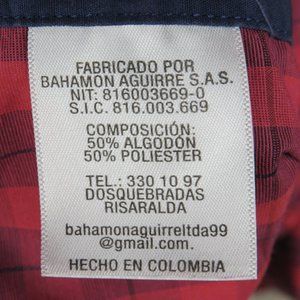 FABRICADO POR
BAHAMON AGUIRRE S.A.S.
NIT: 816003669-0
S.I.C. 816.003.669
COMPOSICIÓN:
50% ALGODÓN
50% POLIESTER
TEL.: 330 10 97
DOSQUEBRADAS
RISARALDA
bahamonaguirreltda99
@gmail.com.
HECHO EN COLOMBIA